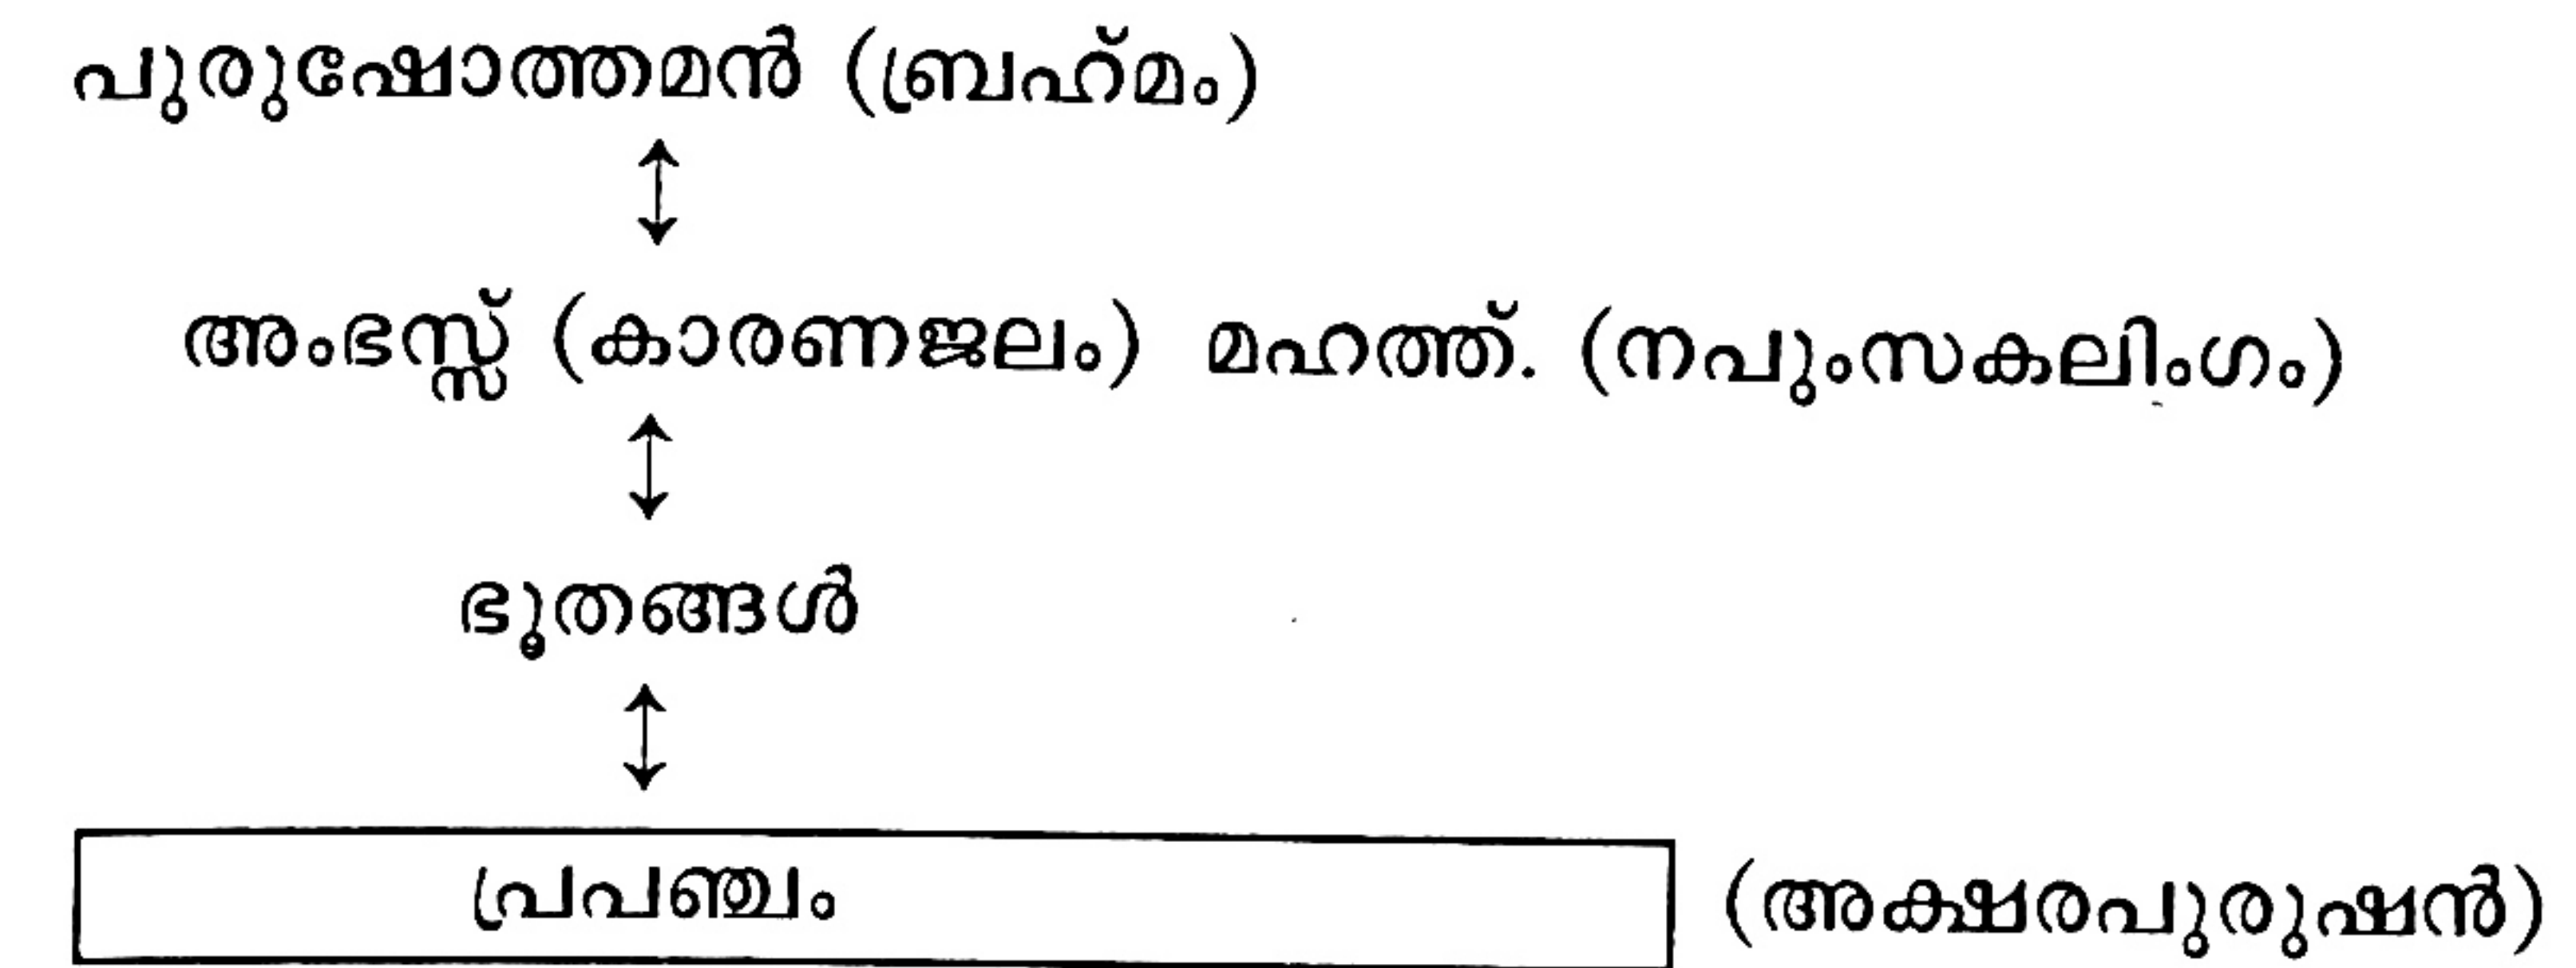 പുരുഷോത്തമൻ (ബ്രഹ്‌മം)
അംഭസ്സ് (കാരണജലം) മഹത്ത്. (നപുംസകലിംഗം)
ഭൂതങ്ങൾ
പ്രപഞ്ചം (അക്ഷരപുരുഷൻ)